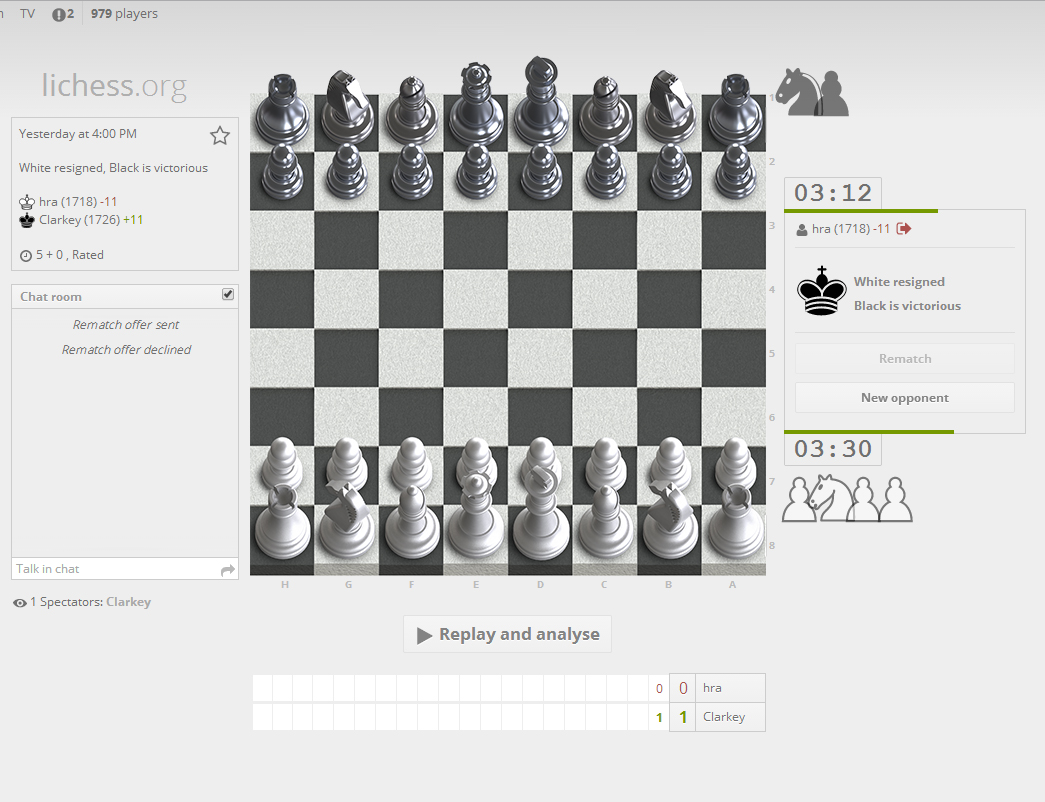 TV 2 979 players
lichess.org
Yesterday at 4:00 PM
White resigned, Black is victorious
hra (1718) -11
Clarkey (1726) +11
5 + 0 , Rated
Chat room
Rematch offer sent
Rematch offer declined
Talk in chat
1 Spectators: Clarkey
1
2
3
4
5
6
7
8
H G F E D C B A
03:12
hra (1718) -11
White resigned
Black is victorious
Rematch
New opponent
03:30
Replay and analyse
0 0 hra
1 1 Clarkey